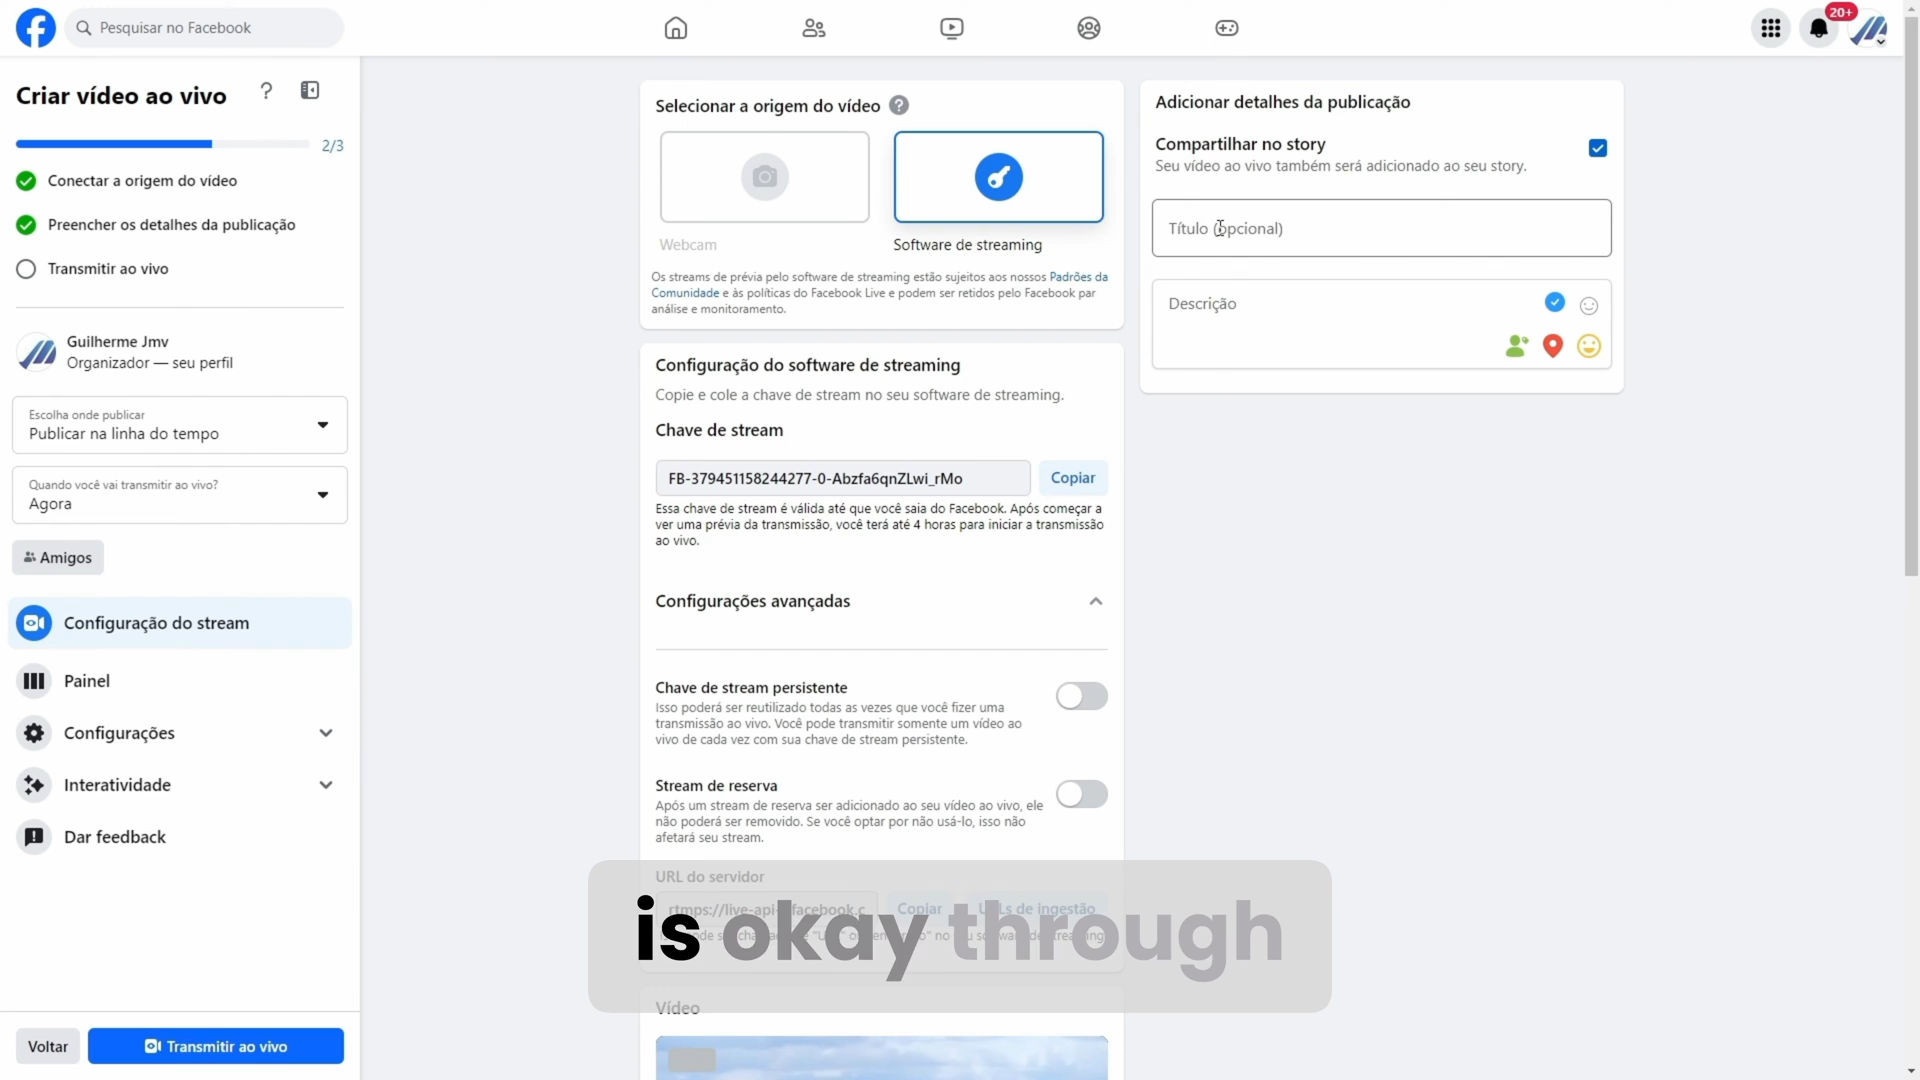 Pesquisar no Facebook
20+
Criar vídeo ao vivo
?
2/3
Conectar a origem do vídeo
Preencher os detalhes da publicação
Transmitir ao vivo
Guilherme Jmv
Organizador — seu perfil
Escolha onde publicar
Publicar na linha do tempo
Quando você vai transmitir ao vivo?
Agora
Amigos
Configuração do stream
Painel
Configurações
Interatividade
Dar feedback
Voltar
Transmitir ao vivo
Selecionar a origem do vídeo ?
Webcam
Software de streaming
Os streams de prévia pelo software de streaming estão sujeitos aos nossos Padrões da
Comunidade e às políticas do Facebook Live e podem ser retidos pelo Facebook par
análise e monitoramento.
Configuração do software de streaming
Copie e cole a chave de stream no seu software de streaming.
Chave de stream
FB-379451158244277-0-Abzfa6qnZLwi_rMo
Copiar
Essa chave de stream é válida até que você saia do Facebook. Após começar a
ver uma prévia da transmissão, você terá até 4 horas para iniciar a transmissão
ao vivo.
Configurações avançadas
Chave de stream persistente
Isso poderá ser reutilizado todas as vezes que você fizer uma
transmissão ao vivo. Você pode transmitir somente um vídeo ao
vivo de cada vez com sua chave de stream persistente.
Stream de reserva
Após um stream de reserva ser adicionado ao seu vídeo ao vivo, ele
não poderá ser removido. Se você optar por não usá-lo, isso não
afetará seu stream.
URL do servidor
Copiar
de ingestão
is okay through
Vídeo
Adicionar detalhes da publicação
Compartilhar no story
Seu vídeo ao vivo também será adicionado ao seu story.
Título (opcional)
Descrição